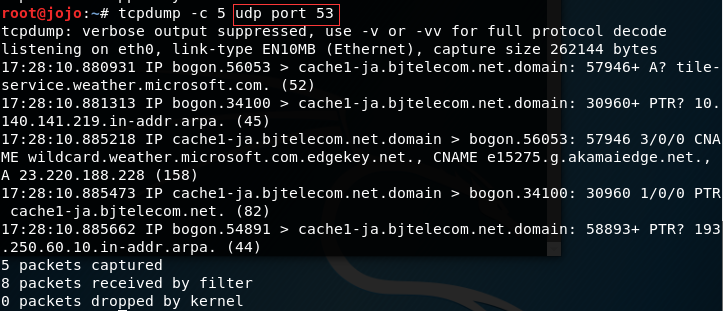 root@jojo:~# tcpdump -c 5 udp port 53
tcpdump: verbose output suppressed, use -v or -vv for full protocol decode
listening on eth0, link-type EN10MB (Ethernet), capture size 262144 bytes
17:28:10.880931 IP bogon.56053 > cache1-ja.bjtelecom.net.domain: 57946+ A? tile-
service.weather.microsoft.com. (52)
17:28:10.881313 IP bogon.34100 > cache1-ja.bjtelecom.net.domain: 30960+ PTR? 10.
140.141.219.in-addr.arpa. (45)
17:28:10.885218 IP cache1-ja.bjtelecom.net.domain > bogon.56053: 57946 3/0/0 CNA
ME wildcard.weather.microsoft.com.edgekey.net., CNAME e15275.g.akamaiedge.net.,
A 23.220.188.228 (158)
17:28:10.885473 IP cache1-ja.bjtelecom.net.domain > bogon.34100: 30960 1/0/0 PTR
 cache1-ja.bjtelecom.net. (82)
17:28:10.885662 IP bogon.54891 > cache1-ja.bjtelecom.net.domain: 58893+ PTR? 193
.250.60.10.in-addr.arpa. (44)
5 packets captured
8 packets received by filter
0 packets dropped by kernel